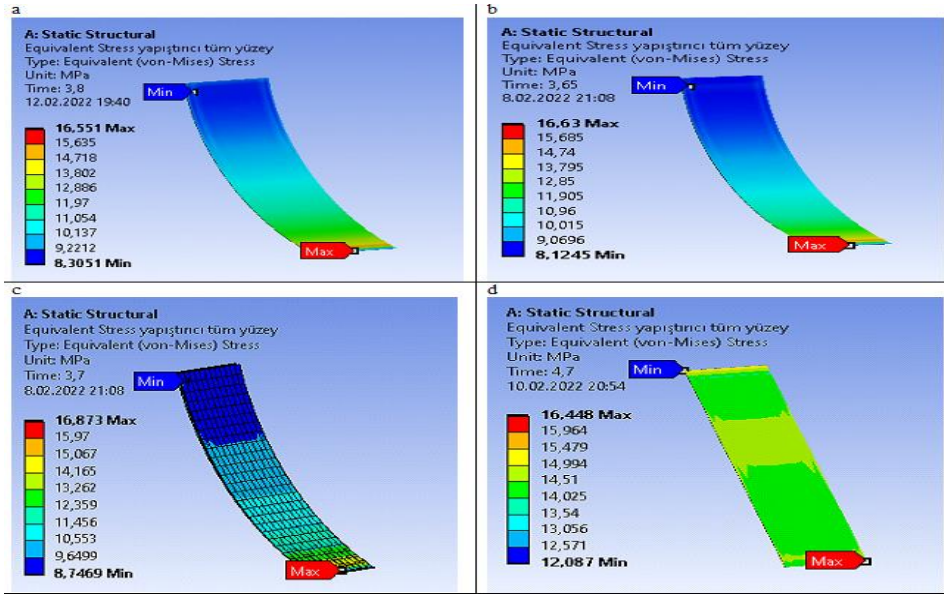 a
A: Static Structural
Equivalent Stress yapıştırıcı tüm yüzey
Type: Equivalent (von-Mises) Stress
Unit: MPa
Time: 3,8
12.02.2022 19:40
Min
16,551 Max
15,635
14,718
13,802
12,886
11,97
11,054
10,137
9,2212
8,3051 Min
Max
b
A: Static Structural
Equivalent Stress yapıştırıcı tüm yüzey
Type: Equivalent (von-Mises) Stress
Unit: MPa
Time: 3,65
8.02.2022 21:08
Min
16,63 Max
15,685
14,74
13,795
12,85
11,905
10,96
10,015
9,0696
8,1245 Min
Max
c
A: Static Structural
Equivalent Stress yapıştırıcı tüm yüzey
Type: Equivalent (von-Mises) Stress
Unit: MPa
Time: 3,7
8.02.2022 21:08
Min
16,873 Max
15,97
15,067
14,165
13,262
12,359
11,456
10,553
9,6499
8,7469 Min
Max
d
A: Static Structural
Equivalent Stress yapıştırıcı tüm yüzey
Type: Equivalent (von-Mises) Stress
Unit: MPa
Time: 4,7
10.02.2022 20:54
Min
16,448 Max
15,964
15,479
14,994
14,51
14,025
13,54
13,056
12,571
12,087 Min
Max